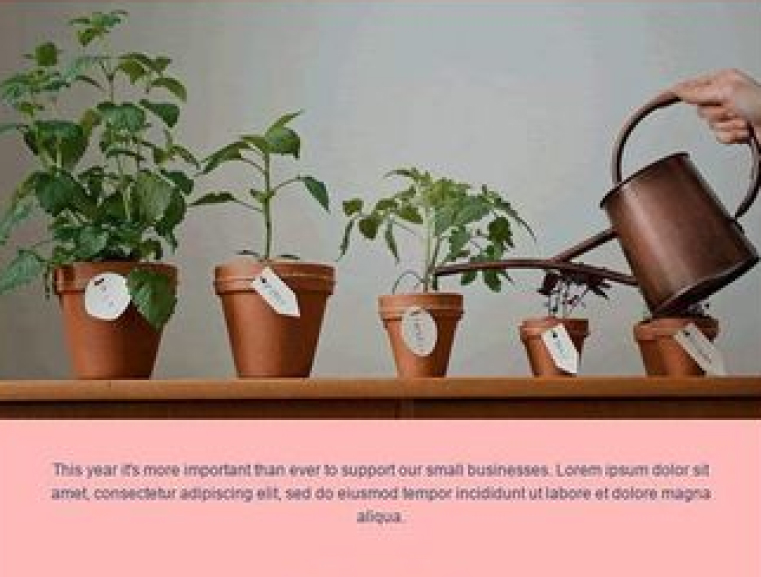 This year it's more important than ever to support our small businesses. Lorem ipsum dolor sit
amet, consectetur adipiscing elit, sed do eiusmod tempor incididunt ut labore et dolore magna
aliqua.